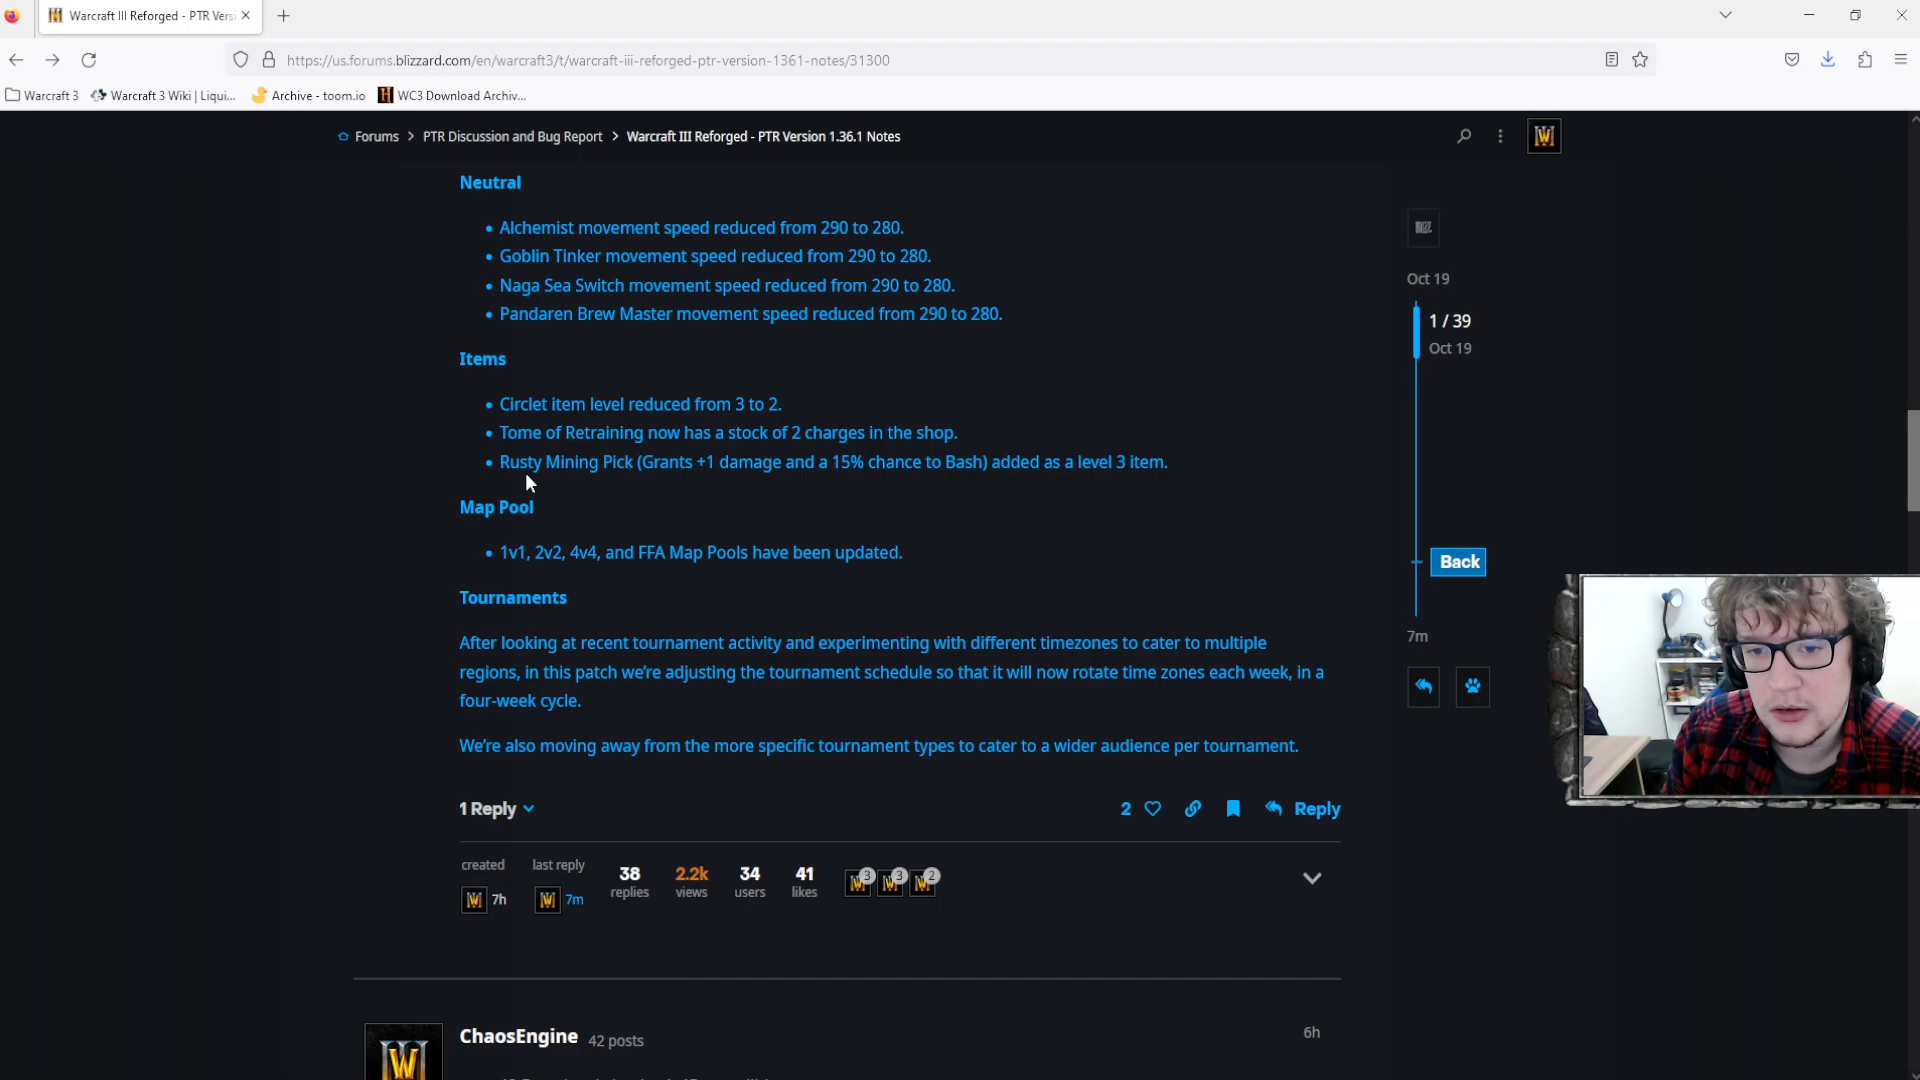 Warcraft III Reforged - PTR Versi
https://us.forums.blizzard.com/en/warcraft3/t/warcraft-iii-reforged-ptr-version-1361-notes/31300
Warcraft 3 Warcraft 3 Wiki | Liqui... Archive - toom.io WC3 Download Archiv...
Forums > PTR Discussion and Bug Report > Warcraft III Reforged - PTR Version 1.36.1 Notes
Neutral
• Alchemist movement speed reduced from 290 to 280.
• Goblin Tinker movement speed reduced from 290 to 280.
• Naga Sea Switch movement speed reduced from 290 to 280.
• Pandaren Brew Master movement speed reduced from 290 to 280.
Items
• Circlet item level reduced from 3 to 2.
• Tome of Retraining now has a stock of 2 charges in the shop.
• Rusty Mining Pick (Grants +1 damage and a 15% chance to Bash) added as a level 3 item.
Map Pool
• 1v1, 2v2, 4v4, and FFA Map Pools have been updated.
Tournaments
After looking at recent tournament activity and experimenting with different timezones to cater to multiple
regions, in this patch we're adjusting the tournament schedule so that it will now rotate time zones each week, in a
four-week cycle.
We're also moving away from the more specific tournament types to cater to a wider audience per tournament.
1 Reply
2
Reply
created last reply 38 2.2k 34 41 3 3 2
7h 7m replies views users likes
BLIZZ
Oct 19
1 / 39
Oct 19
Back
7m
ChaosEngine 42 posts 6h